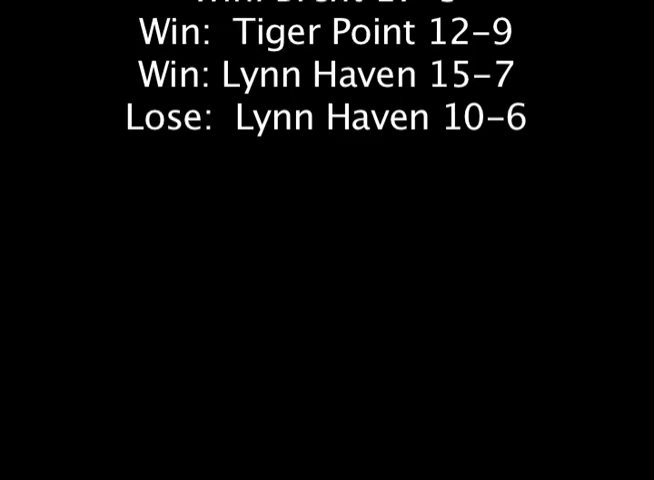 Win:  Tiger Point 12-9
Win: Lynn Haven 15-7
Lose:  Lynn Haven 10-6